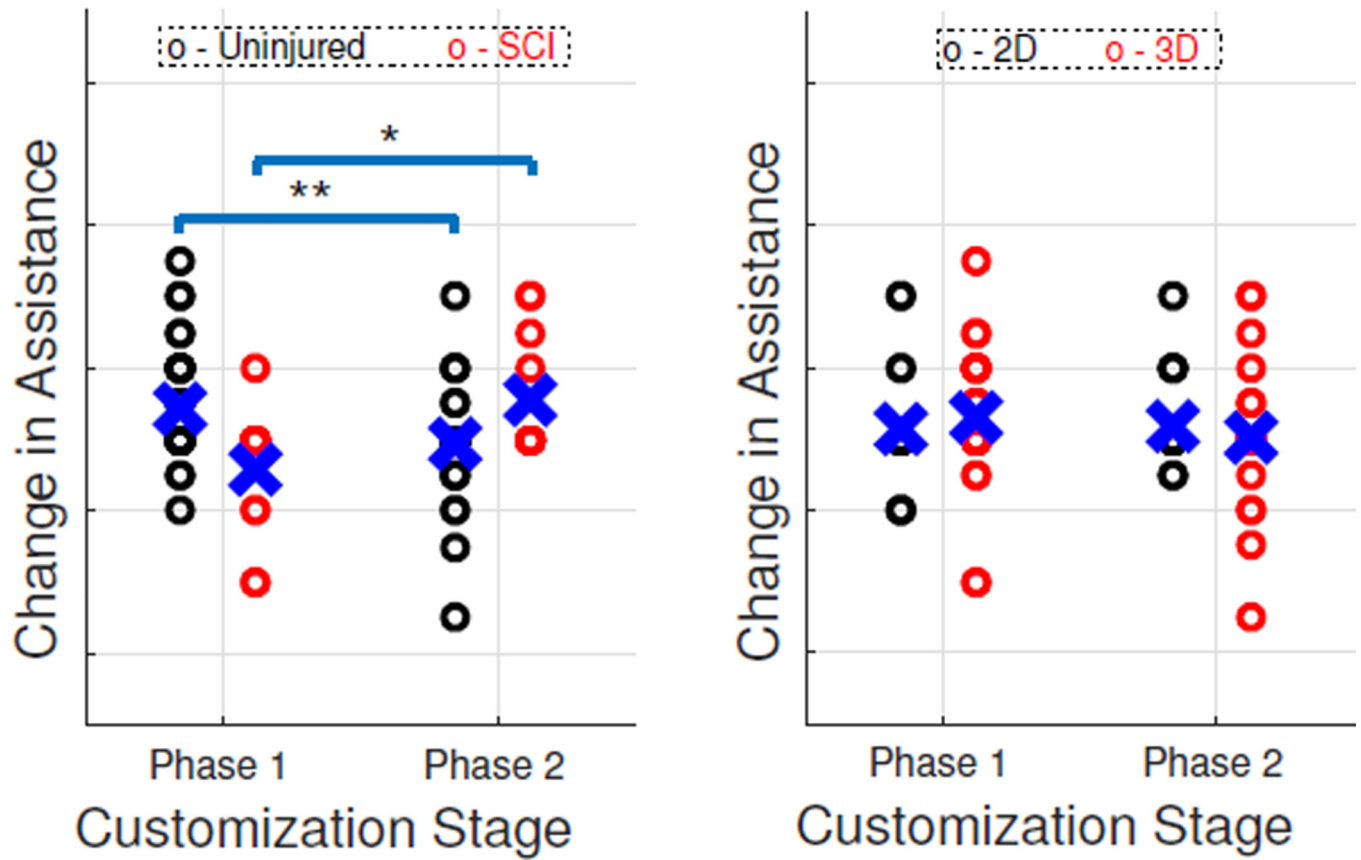 o - Uninjured o - SCI
*
**
Change in Assistance
Phase 1 Phase 2
Customization Stage
o - 2D o - 3D
Change in Assistance
Phase 1 Phase 2
Customization Stage